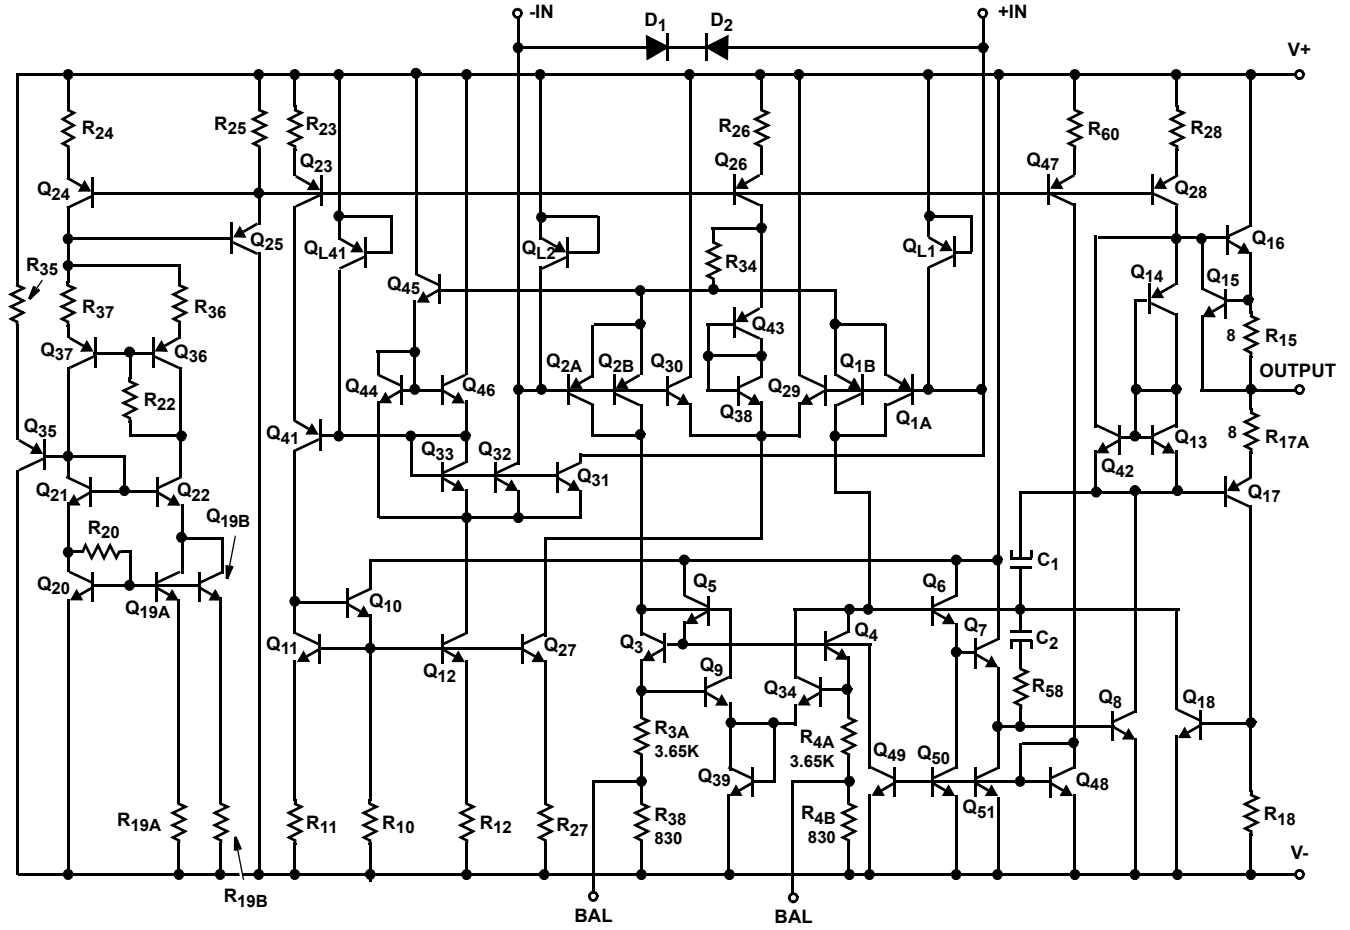 -IN
D1
D2
+IN
V+
R24
R25
R23
R26
R60
R28
Q23
Q24
Q26
Q47
Q28
Q25
QL41
QL2
QL1
Q16
R35
R34
Q45
Q14
Q15
R37
R36
Q43
8
R15
Q37
Q36
Q2A
Q2B
Q30
Q29
Q1B
OUTPUT
Q44
Q46
R22
Q38
Q1A
Q35
Q41
Q33
Q32
Q13
8
R17A
Q42
Q31
Q21
Q22
Q17
Q19B
R20
C1
Q20
Q19A
Q10
Q5
Q6
Q7
C2
Q11
Q12
Q27
Q3
Q4
Q9
Q34
R58
Q8
Q18
R3A
3.65K
R4A
3.65K
Q39
Q49
Q50
Q51
Q48
R19A
R11
R10
R12
R27
R38
830
R4B
830
R18
V-
R19B
BAL
BAL